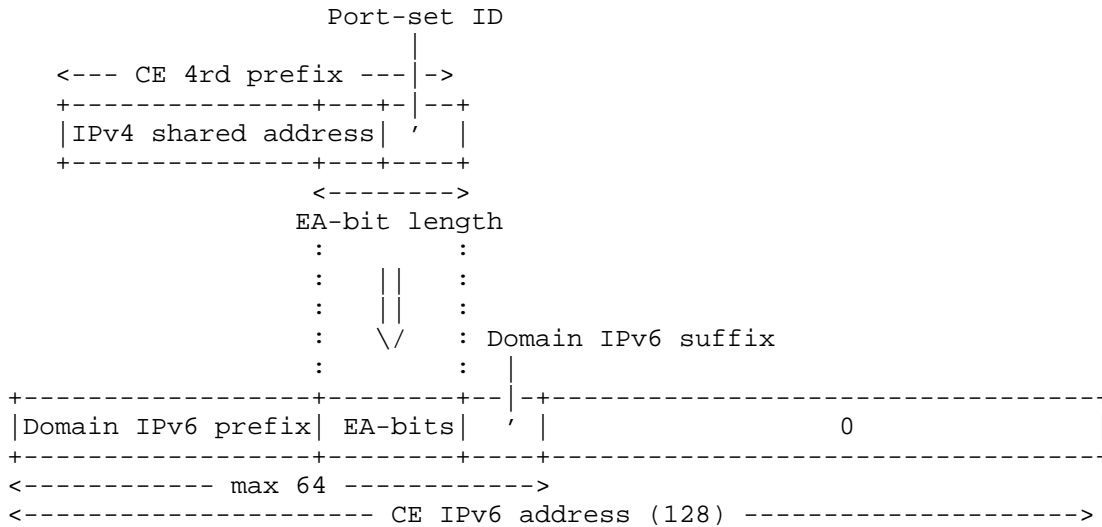 Port-set ID
|
<--- CE 4rd prefix ---|->
+---------------+---+-|--+
|IPv4 shared address| ' |
+---------------+---+----+
<-------->
EA-bit length
: :
: || :
: || :
: \/ : Domain IPv6 suffix
: : |
+------------------+--------+--|-+-----------------------------------
|Domain IPv6 prefix| EA-bits| ' | 0 |
+------------------+--------+----+-----------------------------------
<------------ max 64 ------------>
<---------------------- CE IPv6 address (128) --------------------->